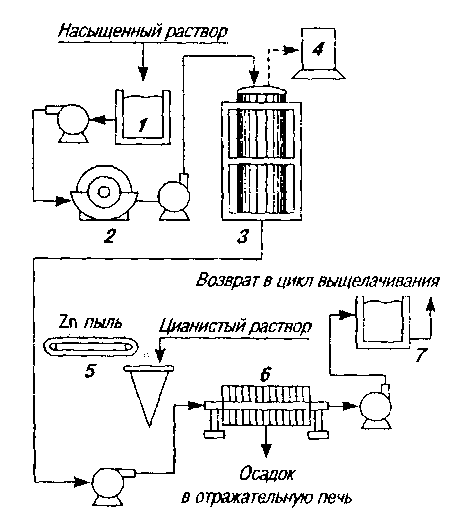 Насыщенный раствор
4
1
2
3
Возврат в цикл выщелачивания
Zn пыль
Цианистый раствор
5
7
6
Осадок
в отражательную печь